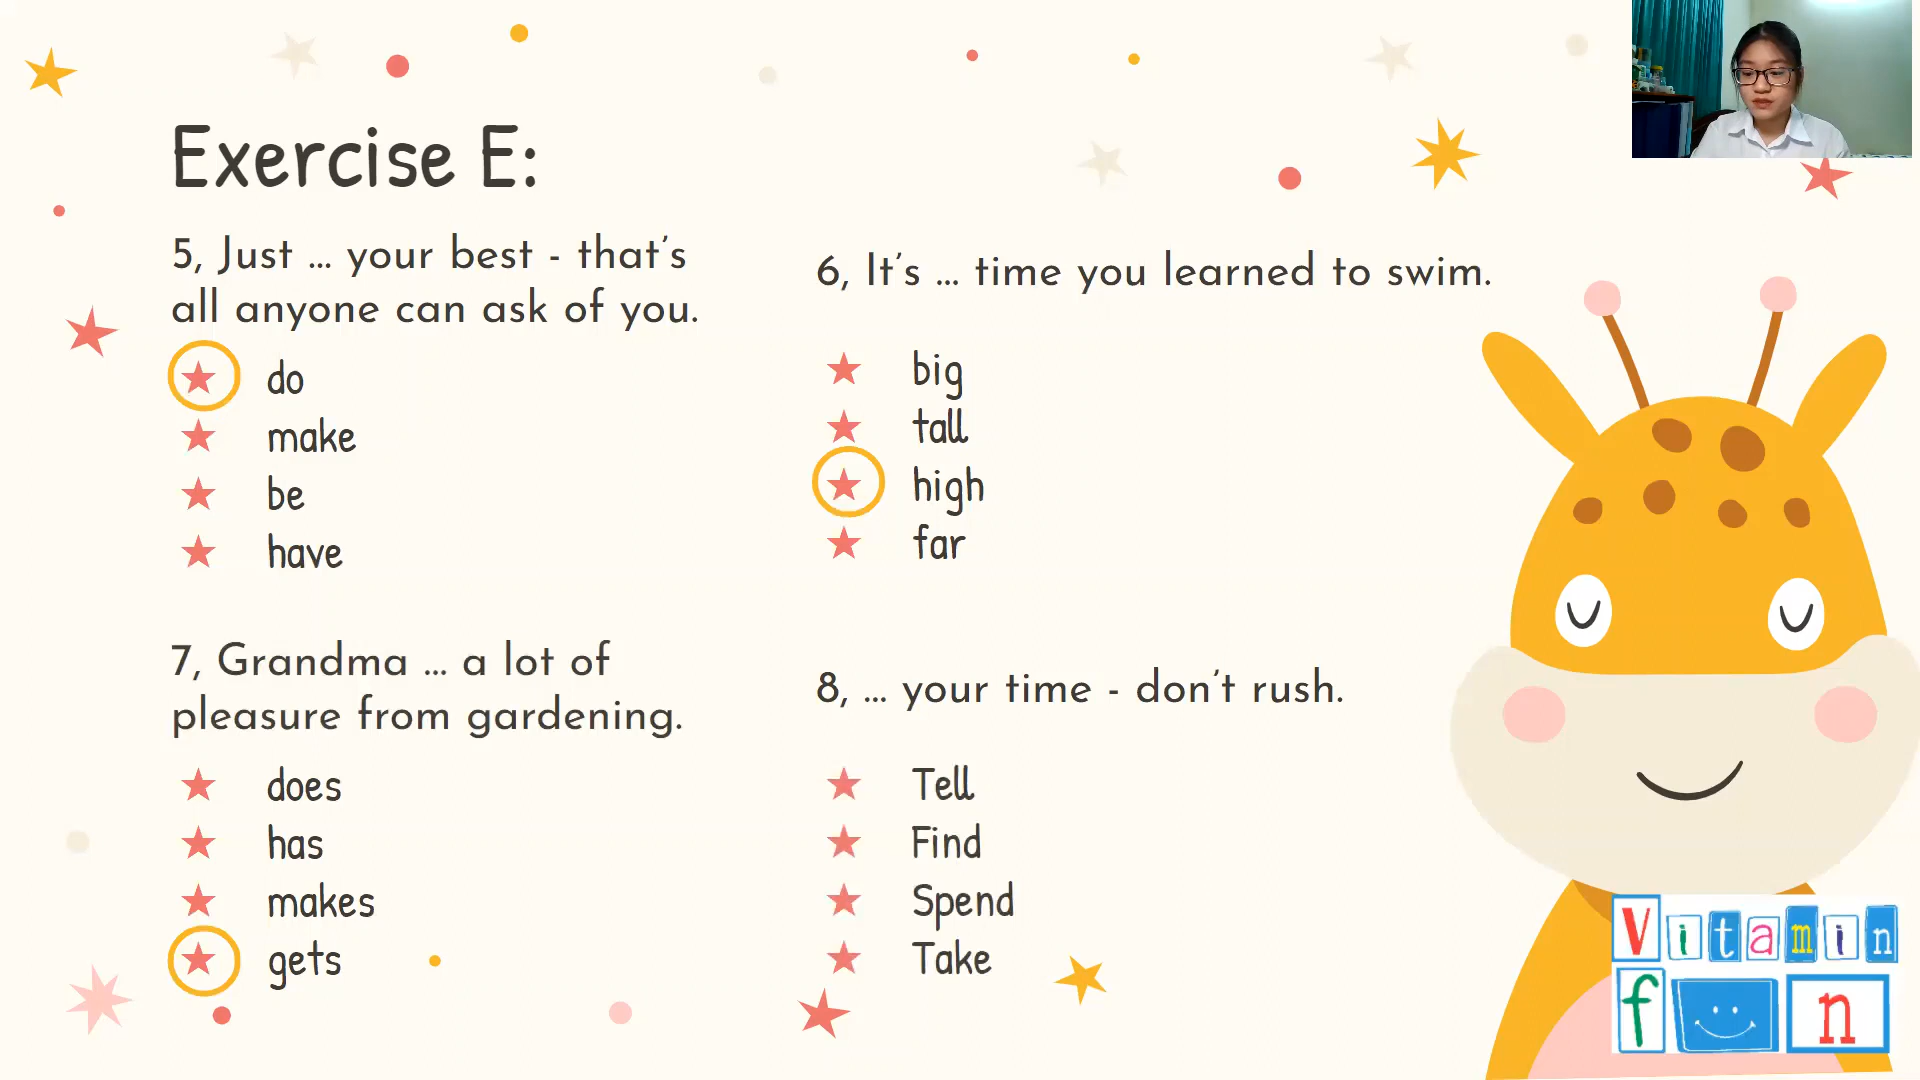 Exercise E:
5, Just ... your best - that's
all anyone can ask of you.
do
make
be
have
6, It's ... time you learned to swim.
big
tall
high
far
7, Grandma ... a lot of
pleasure from gardening.
does
has
makes
gets
8, ... your time - don't rush.
Tell
Find
Spend
Take
Vitamin
fun